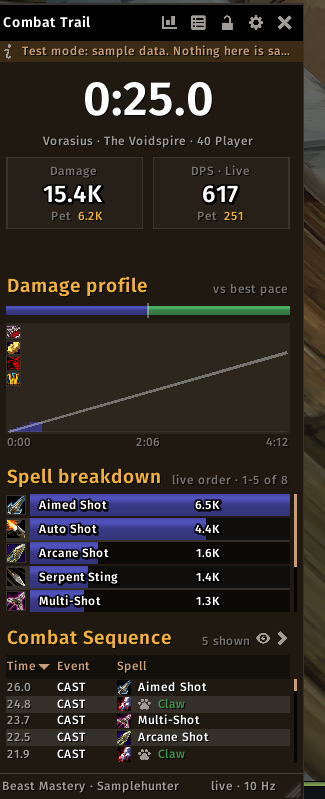 Combat Trail
Test mode: sample data. Nothing here is sa...
0:25.0
Vorasius · The Voidspire · 40 Player
Damage
15.4K
Pet 6.2K
DPS · Live
617
Pet 251
Damage profile
vs best pace
0:00 2:06 4:12
Spell breakdown
live order · 1-5 of 8
Aimed Shot 6.5K
Auto Shot 4.4K
Arcane Shot 1.6K
Serpent Sting 1.4K
Multi-Shot 1.3K
Combat Sequence
5 shown
Time Event Spell
26.0 CAST Aimed Shot
24.8 CAST Claw
23.7 CAST Multi-Shot
22.5 CAST Arcane Shot
21.9 CAST Claw
Beast Mastery · Samplehunter live · 10 Hz